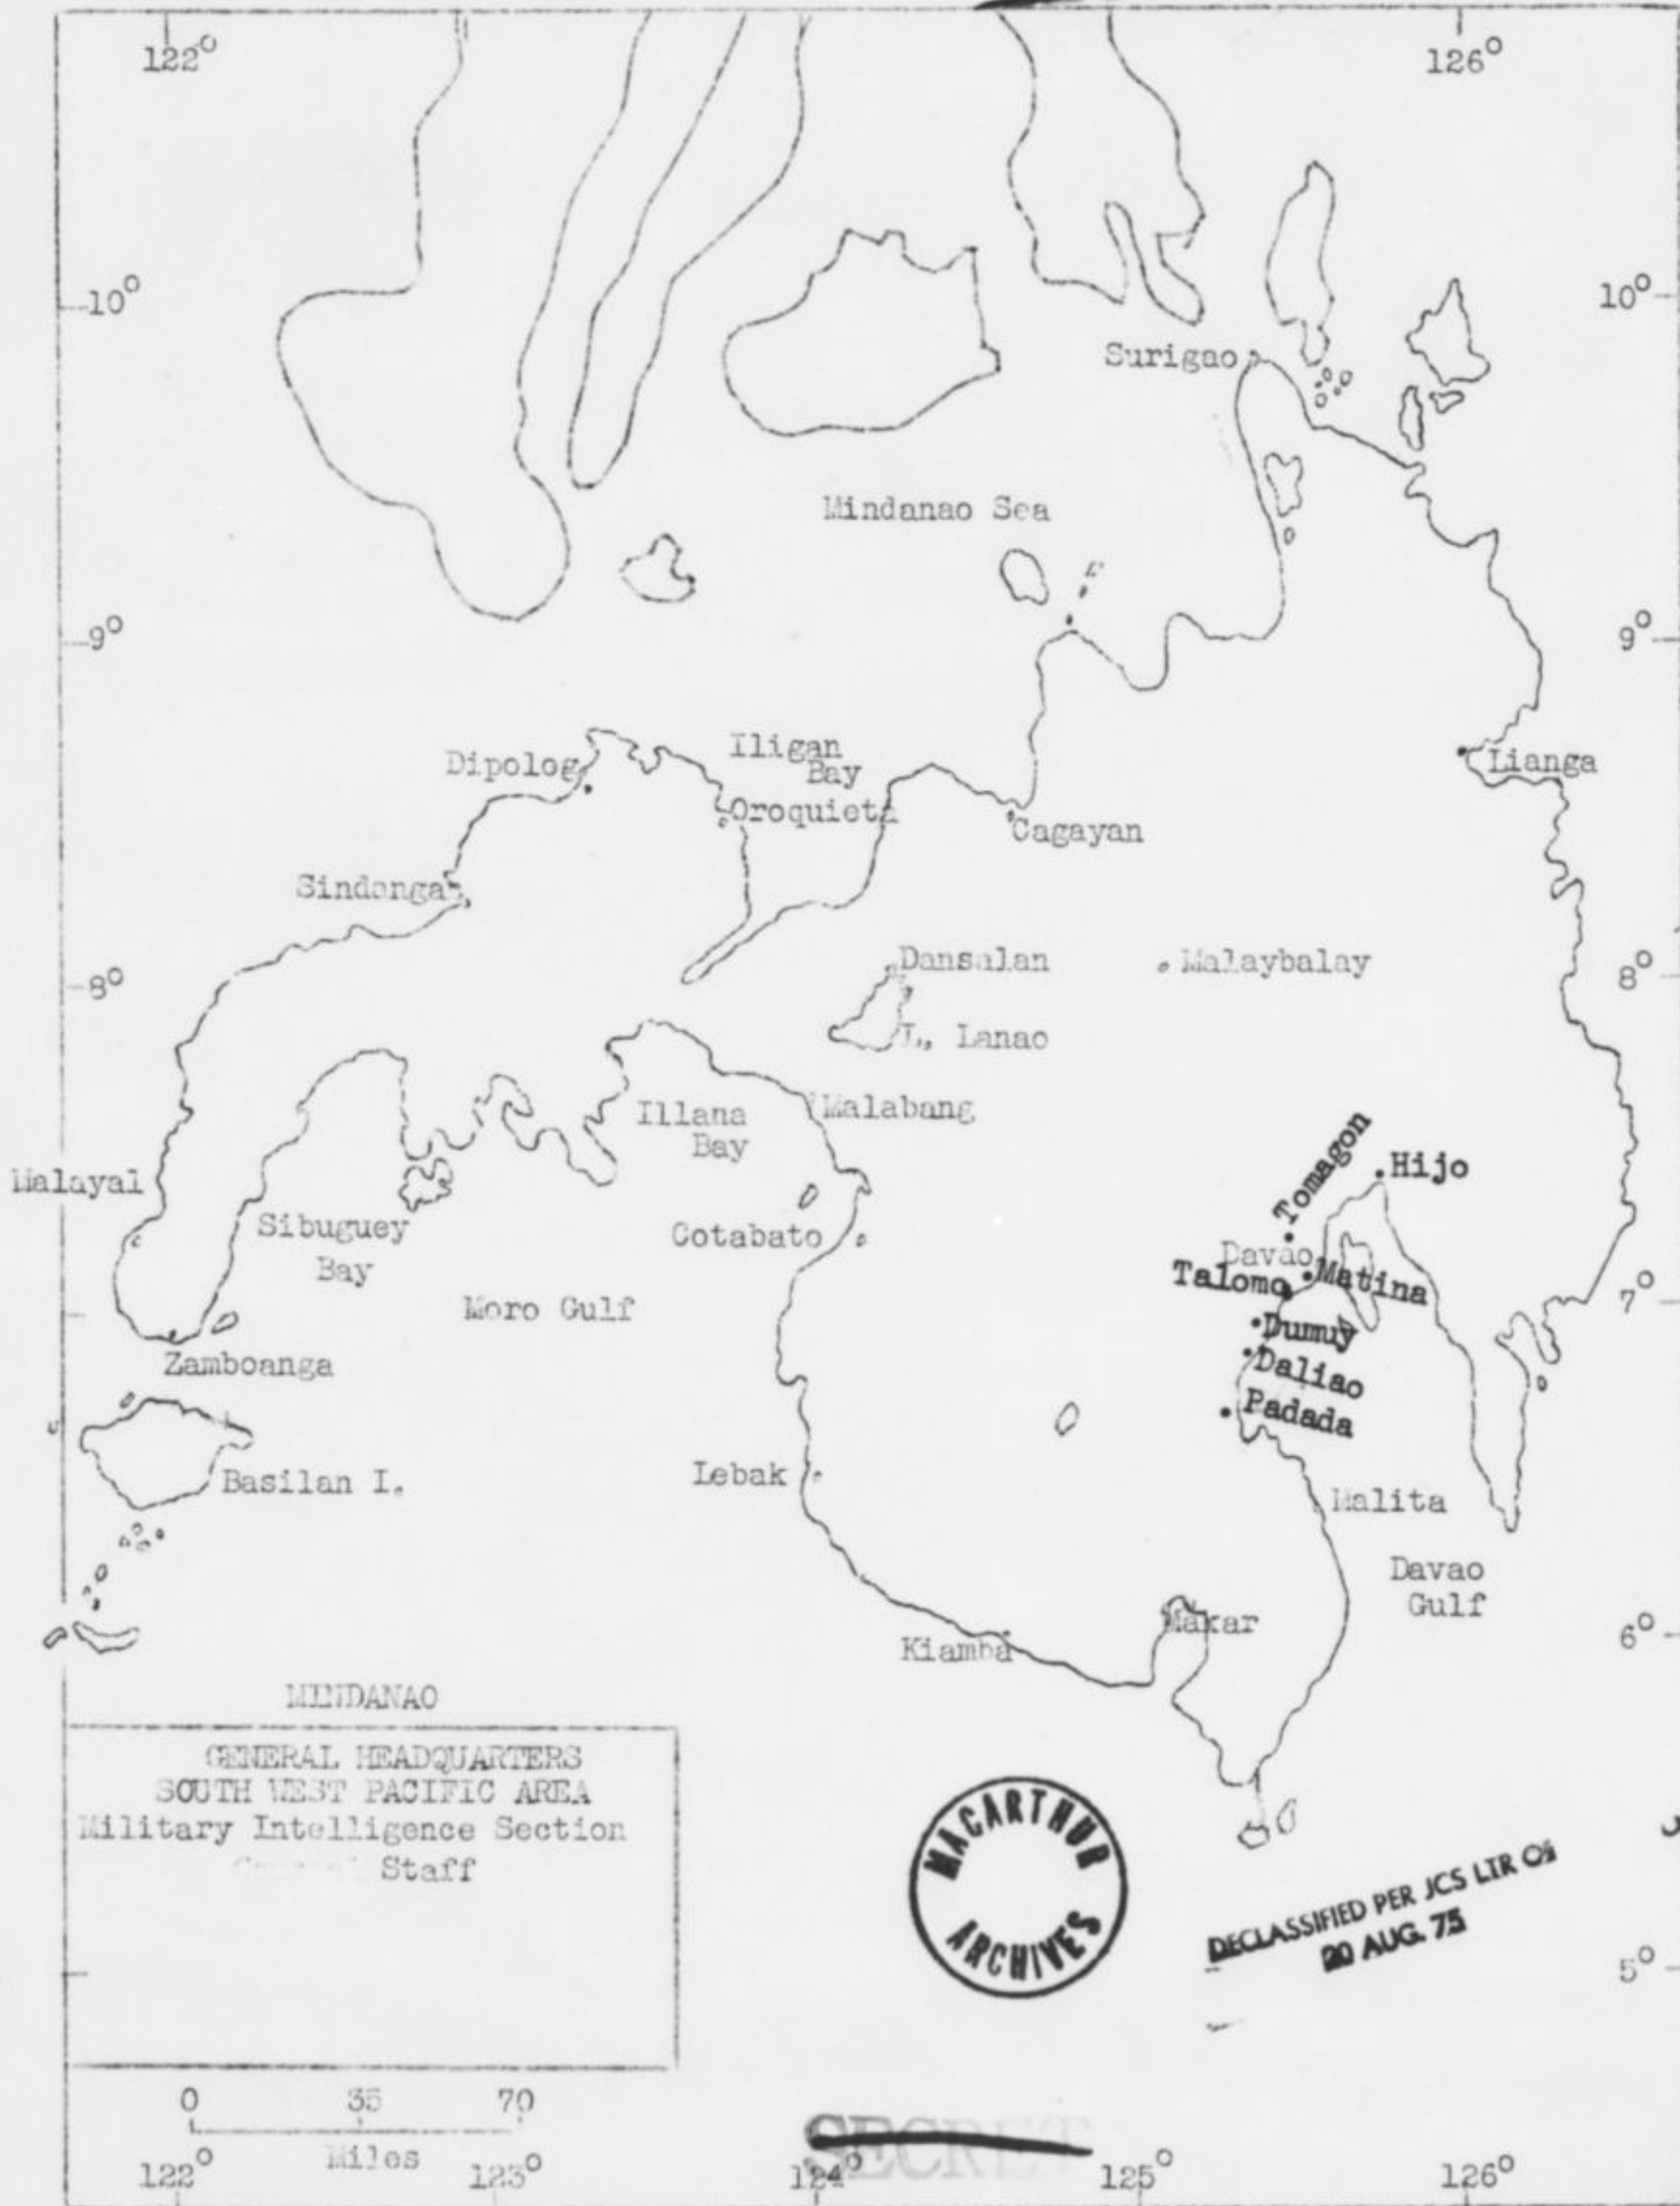 122° 126°
10° 10°
Surigao
Mindanao Sea
9° 9°
Iligan
Bay
Dipolog
Lianga
Oroquieta
Cagayan
Sindanga
Dansalan
Malaybalay
8° 8°
L. Lanao
Illana
Bay
Malabang
Tomagon
Hijo
Malayal
Sibuguey
Bay
Cotabato
Davao
Talomo
Matina
Moro Gulf
7°
Dumuy
Zamboanga
Daliao
Padada
Basilan I.
Lebak
Malita
Davao
Gulf
Makar
Kiamba
6°
MINDANAO
GENERAL HEADQUARTERS
SOUTH WEST PACIFIC AREA
Military Intelligence Section
General Staff
MACARTHUR
ARCHIVES
DECLASSIFIED PER JCS LTR OF
20 AUG. 75
5°
0 35 70
Miles
SECRET
122° 123° 124° 125° 126°